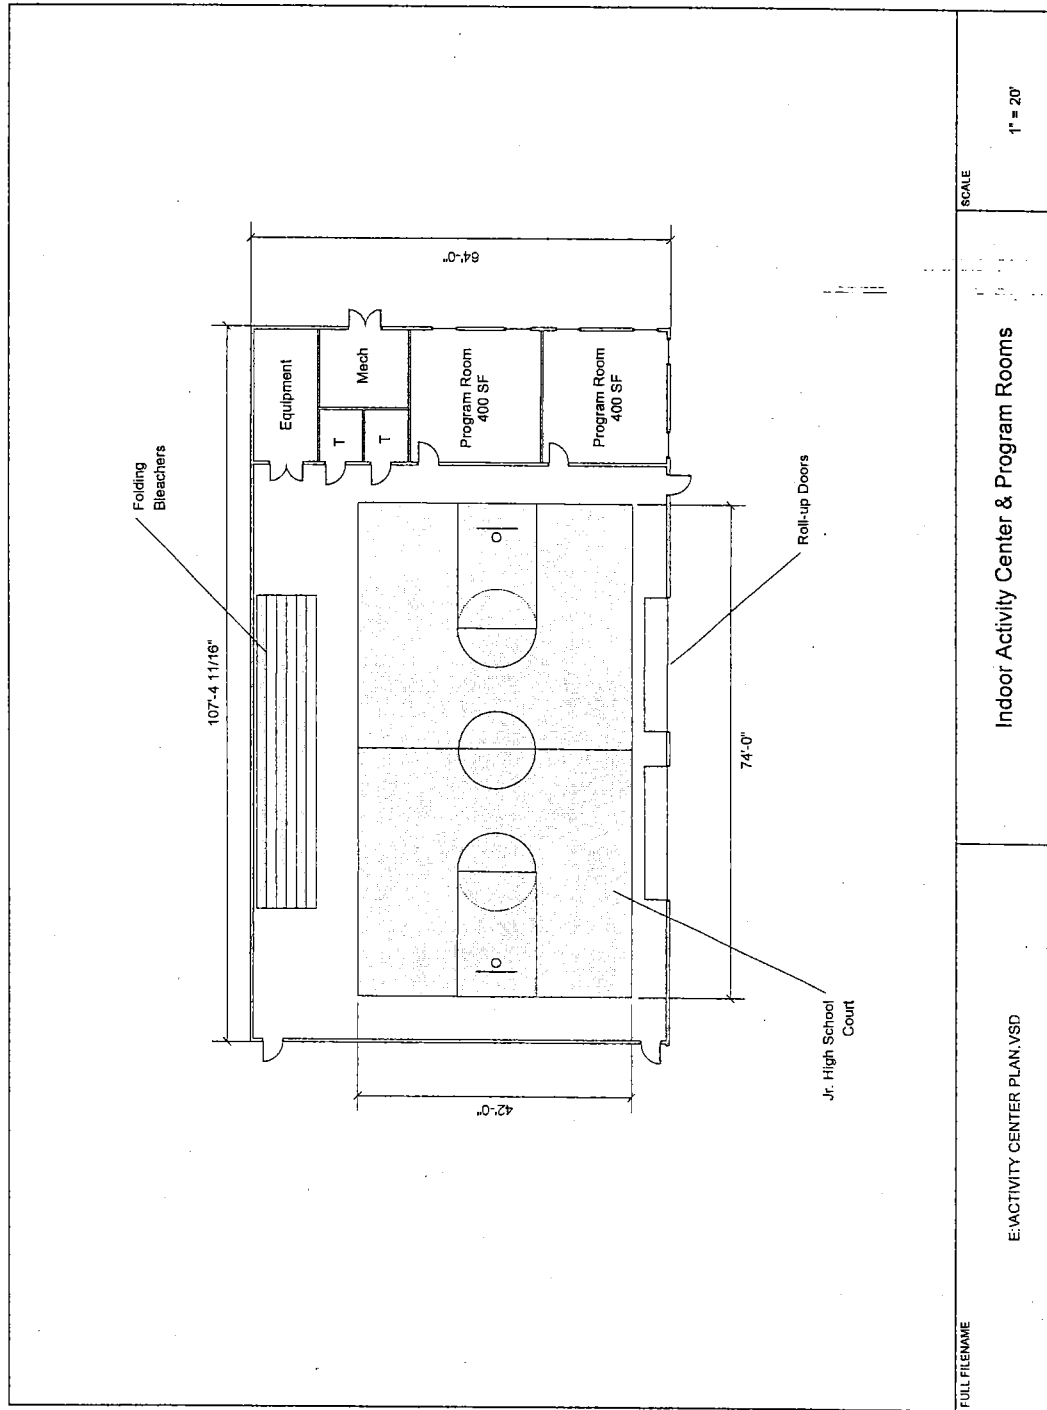 Folding
Bleachers
107'-4 11/16"
64'-0"
Equipment
Mech
T
T
Program Room
400 SF
Program Room
400 SF
Roll-up Doors
74'-0"
42'-0"
Jr. High School
Court
FULL FILENAME
E:\ACTIVITY CENTER PLAN.VSD
Indoor Activity Center & Program Rooms
SCALE
1" = 20'